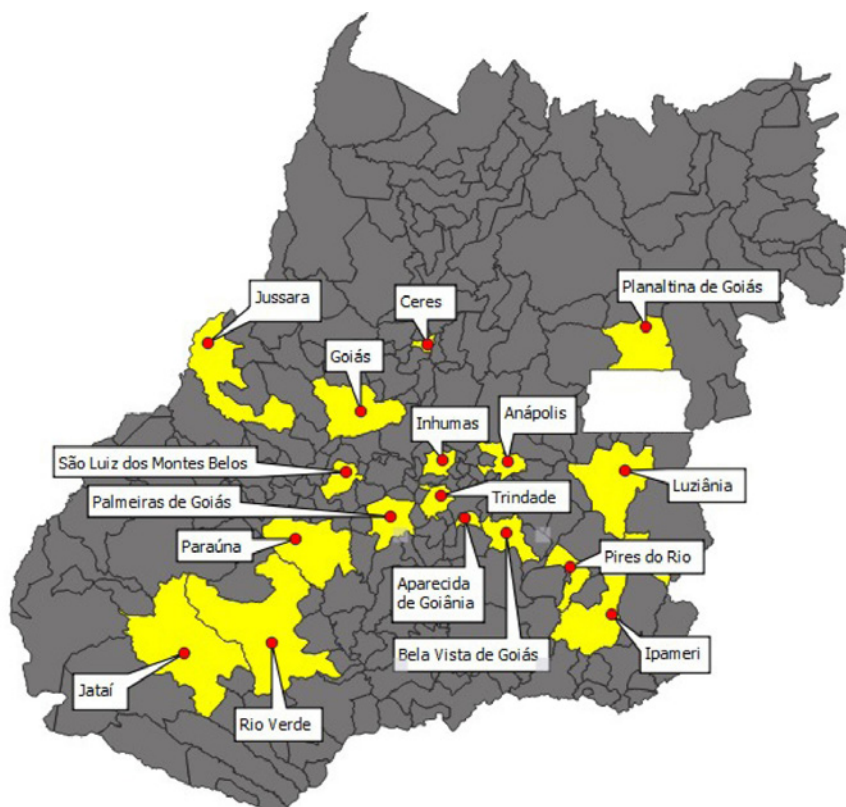 Planaltina de Goiás
Jussara
Ceres
Goiás
Inhumas
Anápolis
São Luiz dos Montes Belos
Luziânia
Palmeiras de Goiás
Trindade
Paraúna
Pires do Rio
Aparecida
de Goiânia
Bela Vista de Goiás
Ipameri
Jataí
Rio Verde